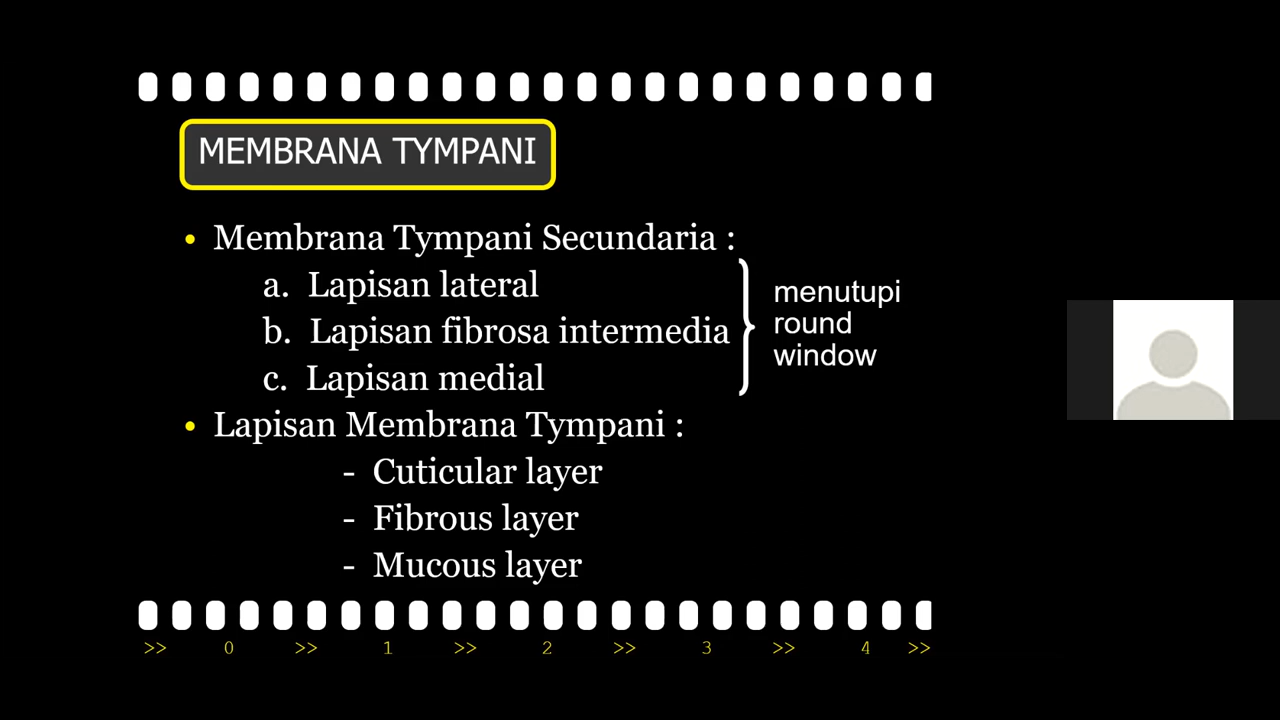 MEMBRANA TYMPANI
• Membrana Tympani Secundaria :
a. Lapisan lateral
b. Lapisan fibrosa intermedia
c. Lapisan medial
menutupi
round
window
• Lapisan Membrana Tympani :
- Cuticular layer
- Fibrous layer
- Mucous layer
>> 0 >> 1 >> 2 >> 3 >> 4 >>